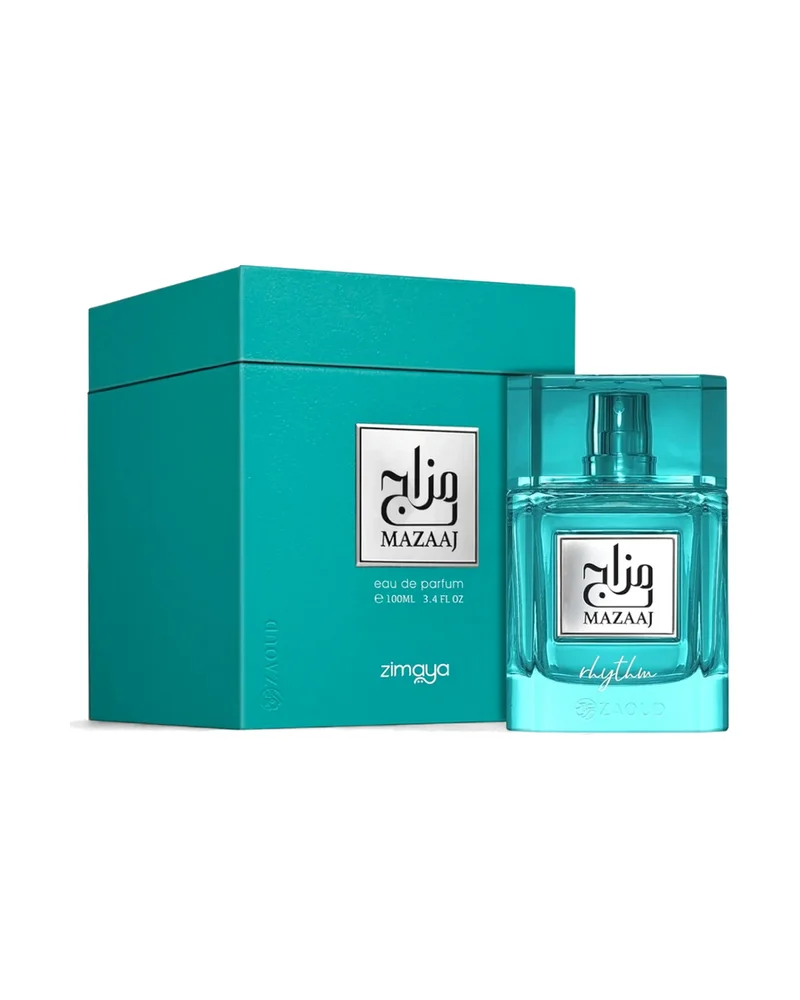 مزاج
MAZAAJ
eau de parfum
℮ 100ML 3.4 FL OZ
zimaya
ZAOUD
مزاج
MAZAAJ
rhythm
ZAOUD